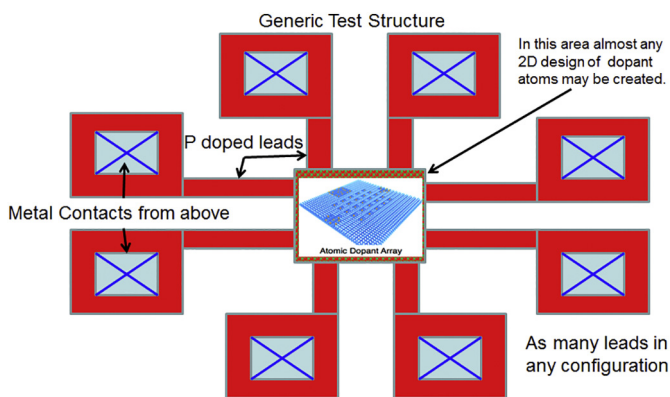 Generic Test Structure
In this area almost any
2D design of dopant
atoms may be created.
P doped leads
Metal Contacts from above
Atomic Dopant Array
As many leads in
any configuration